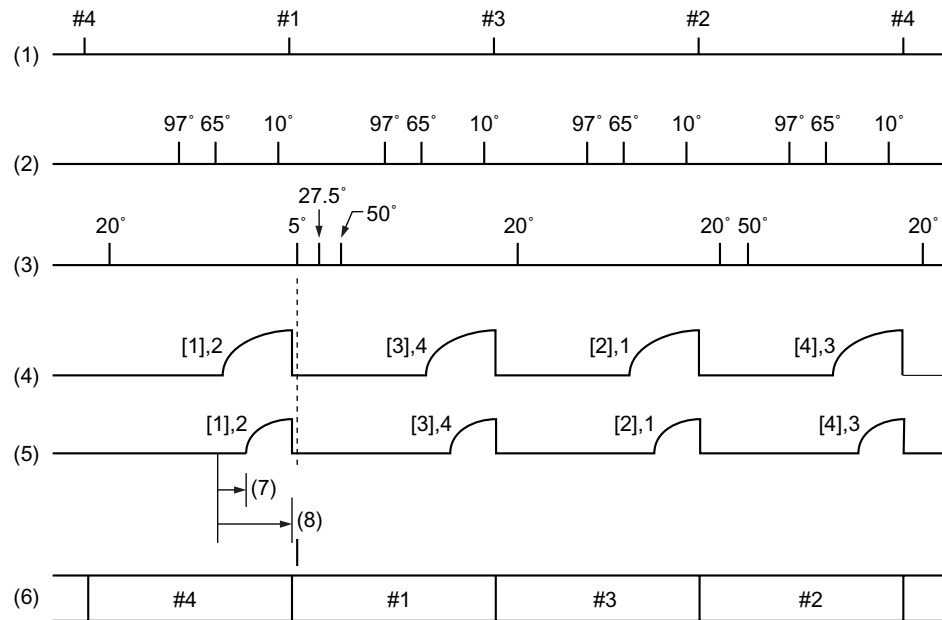 #4 #1 #3 #2 #4
(1)
97° 65° 10° 97° 65° 10° 97° 65° 10° 97° 65° 10°
(2)
27.5°
50°
20° 5° 20° 20° 50° 20°
(3)
[1],2 [3],4 [2],1 [4],3
(4)
[1],2 [3],4 [2],1 [4],3
(5)
(7)
(8)
(6) #4 #1 #3 #2